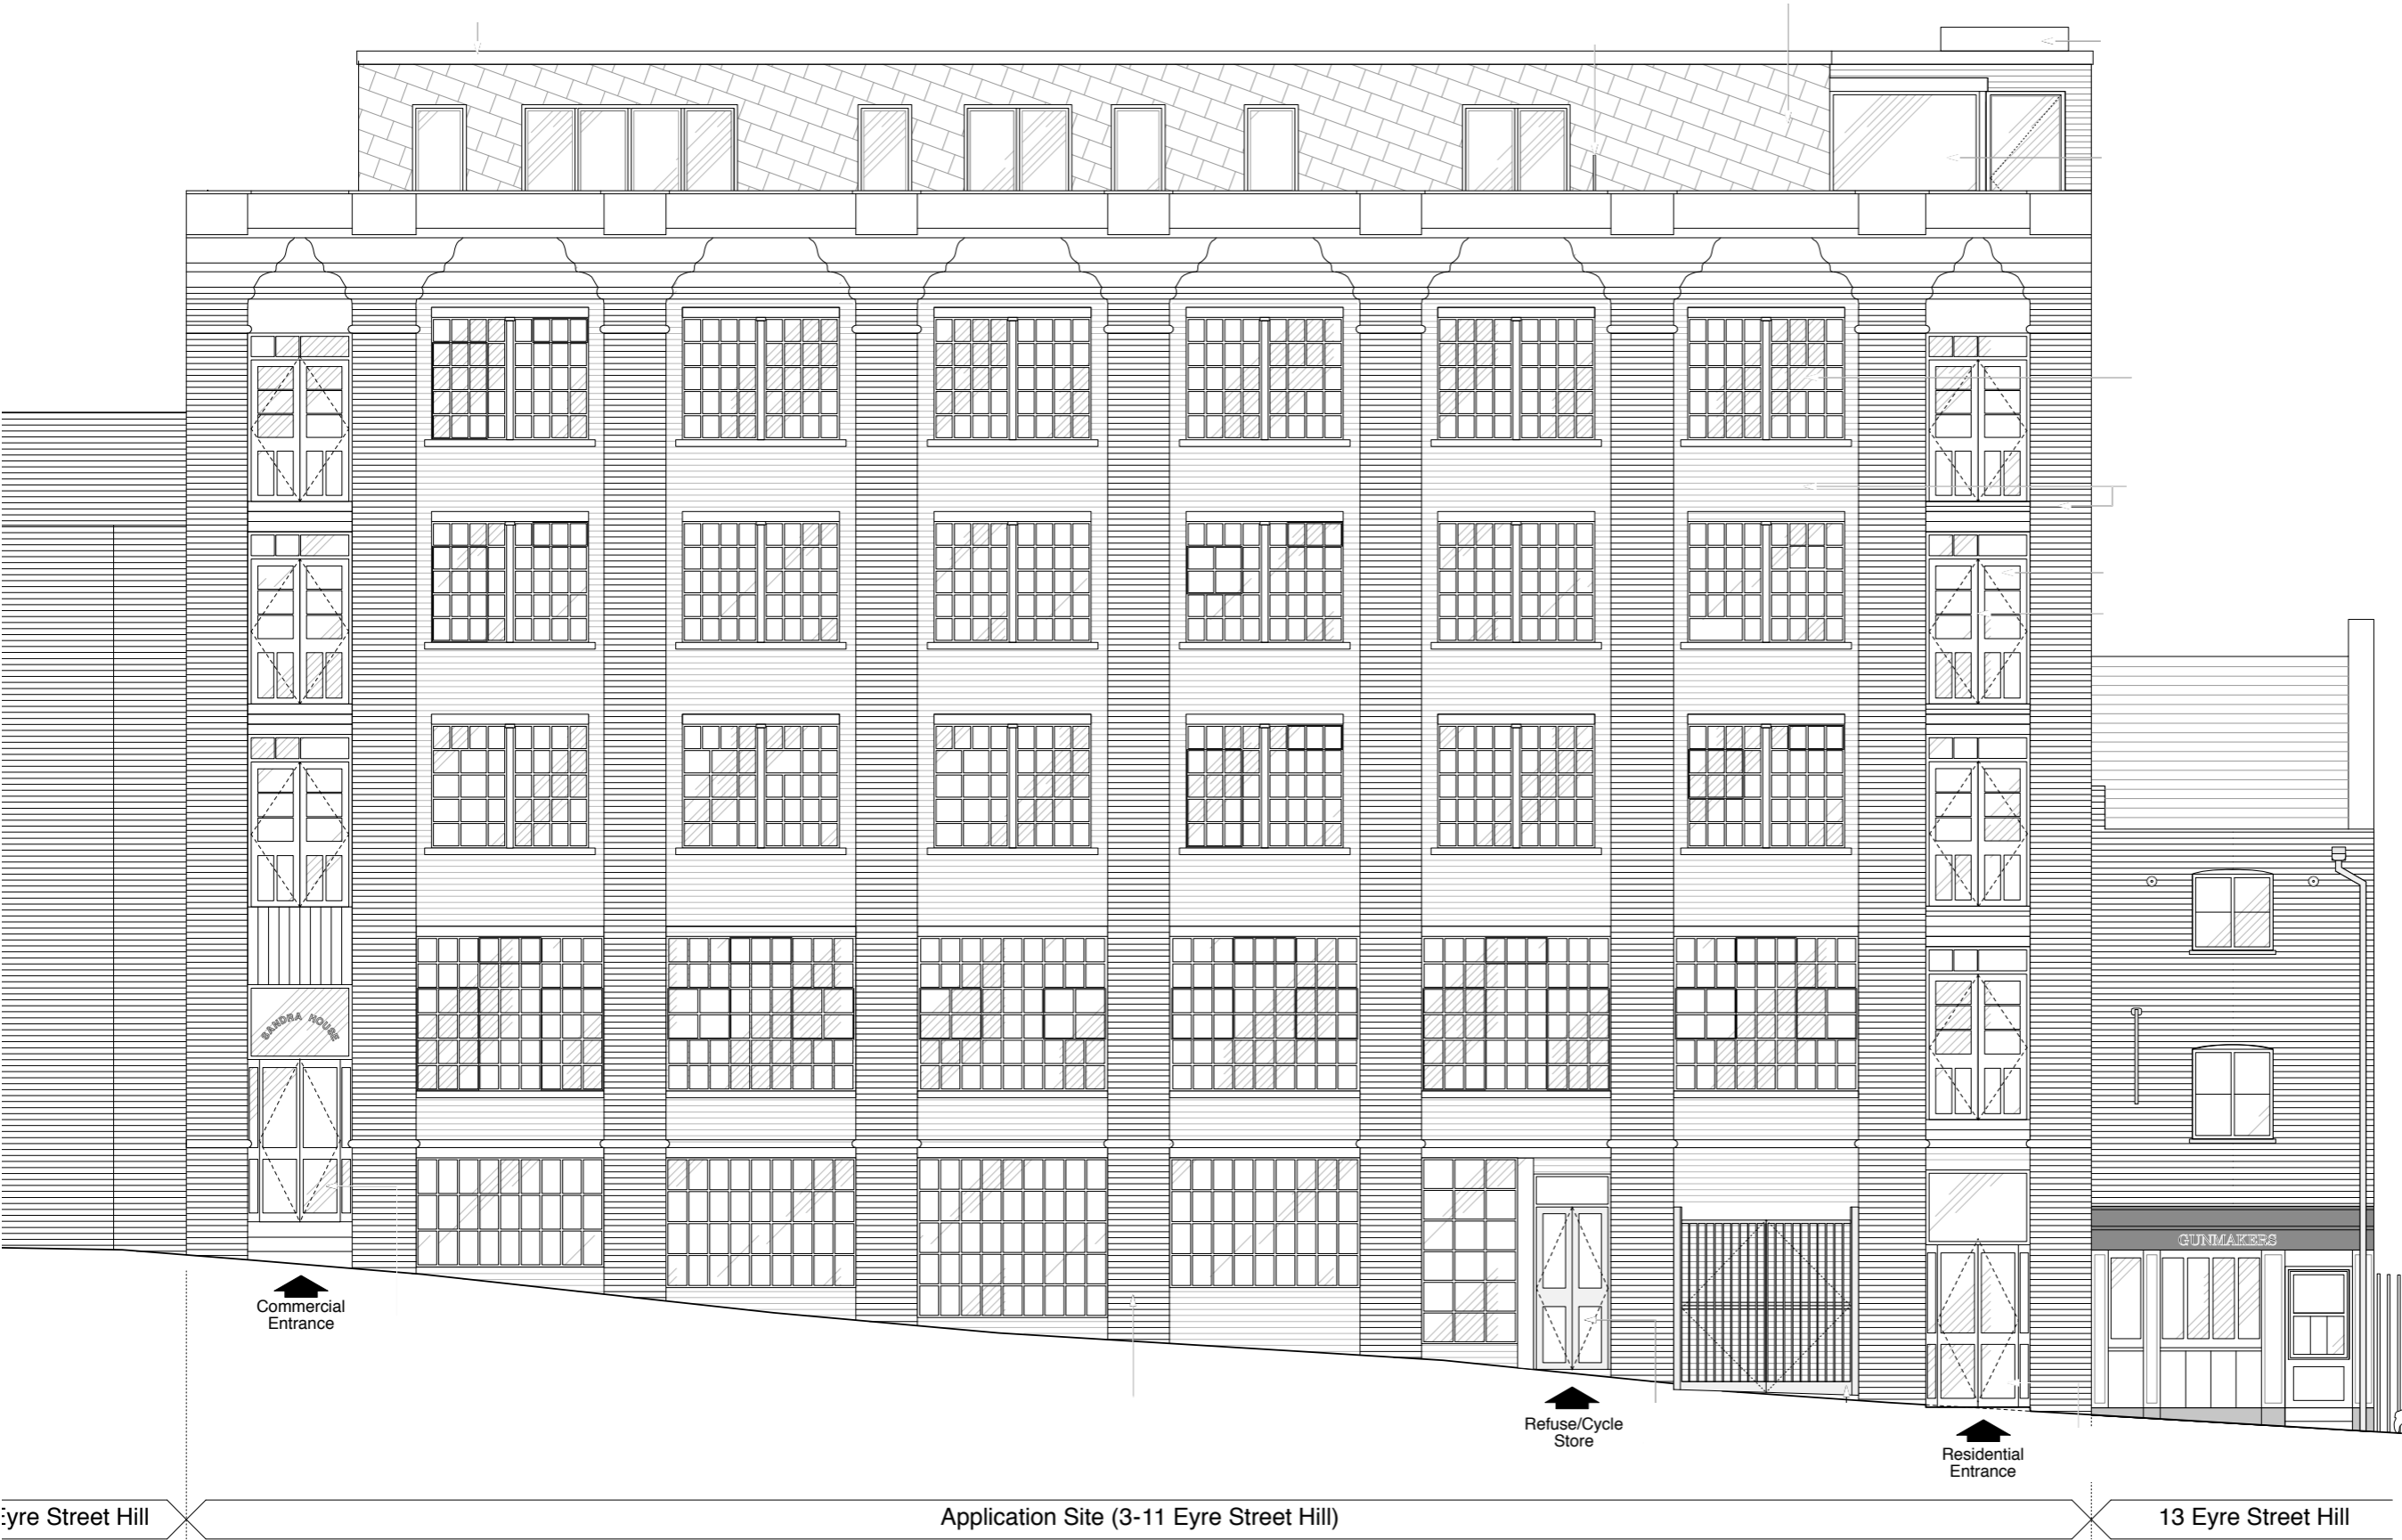 SANDRA HOUSE
GUNMAKERS
Commercial
Entrance
Refuse/Cycle
Store
Residential
Entrance
Eyre Street Hill
Application Site (3-11 Eyre Street Hill)
13 Eyre Street Hill